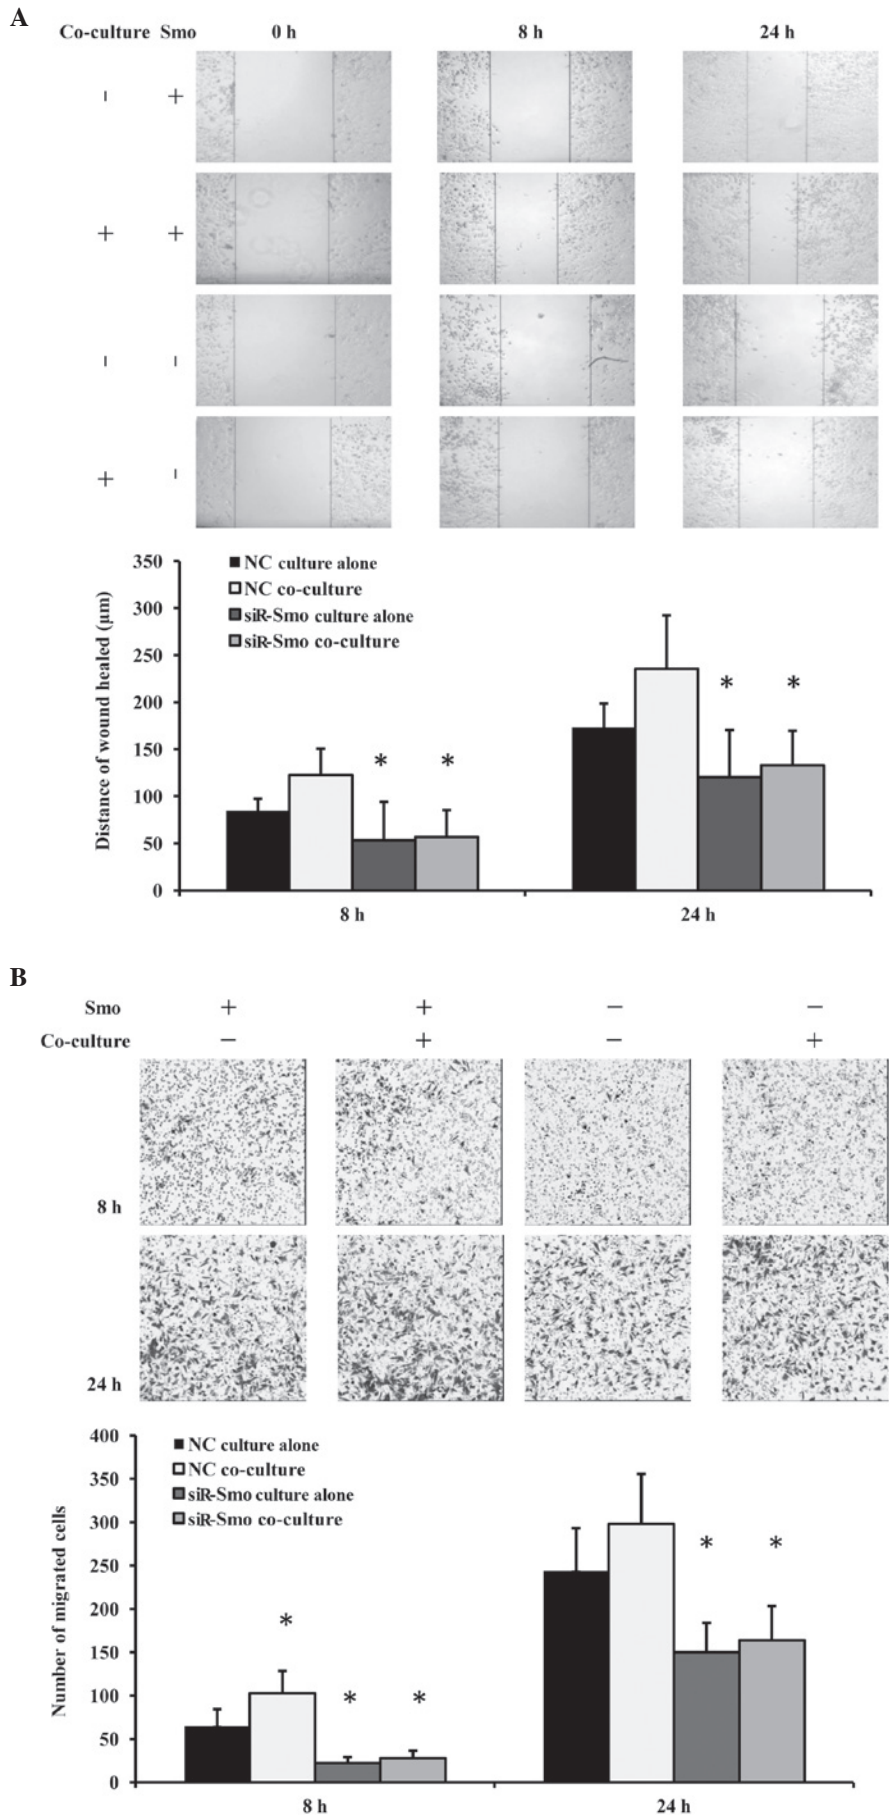 A
Co-culture Smo 0 h 8 h 24 h
- +
+ +
- -
+ -
350
300
250
200
150
100
50
0
Distance of wound healed (µm)
NC culture alone
NC co-culture
siR-Smo culture alone
siR-Smo co-culture
* * * *
8 h 24 h
B
Smo + + - -
Co-culture - + - +
8 h
24 h
400
350
300
250
200
150
100
50
0
Number of migrated cells
NC culture alone
NC co-culture
siR-Smo culture alone
siR-Smo co-culture
* * * * *
8 h 24 h